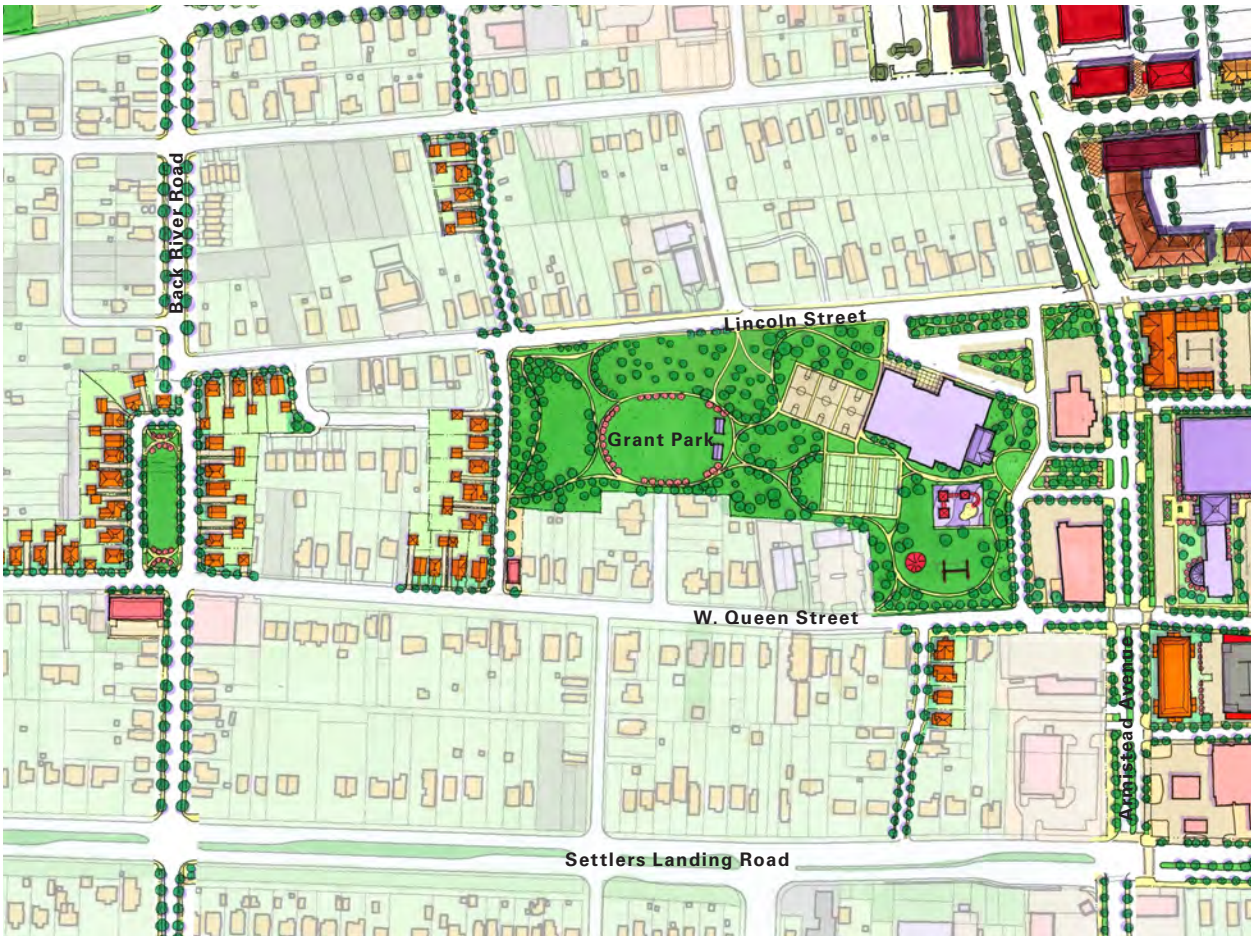 Back River Road
Lincoln Street
Grant Park
W. Queen Street
Armistead Avenue
Settlers Landing Road